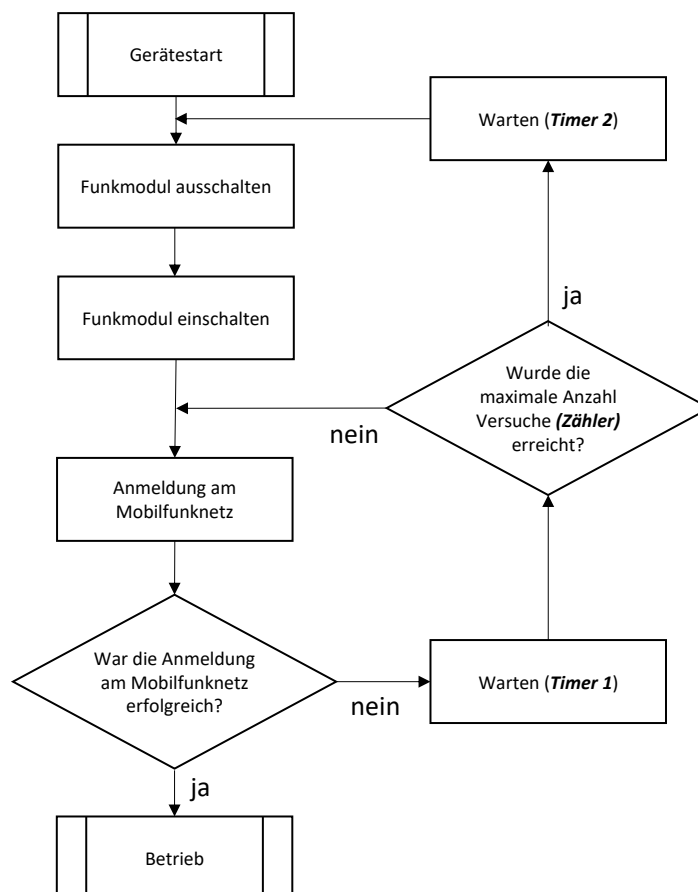 Gerätestart
Warten (Timer 2)
Funkmodul ausschalten
Funkmodul einschalten
ja
Wurde die
maximale Anzahl
Versuche (Zähler)
erreicht?
nein
Anmeldung am
Mobilfunknetz
War die Anmeldung
am Mobilfunknetz
erfolgreich?
nein
Warten (Timer 1)
ja
Betrieb